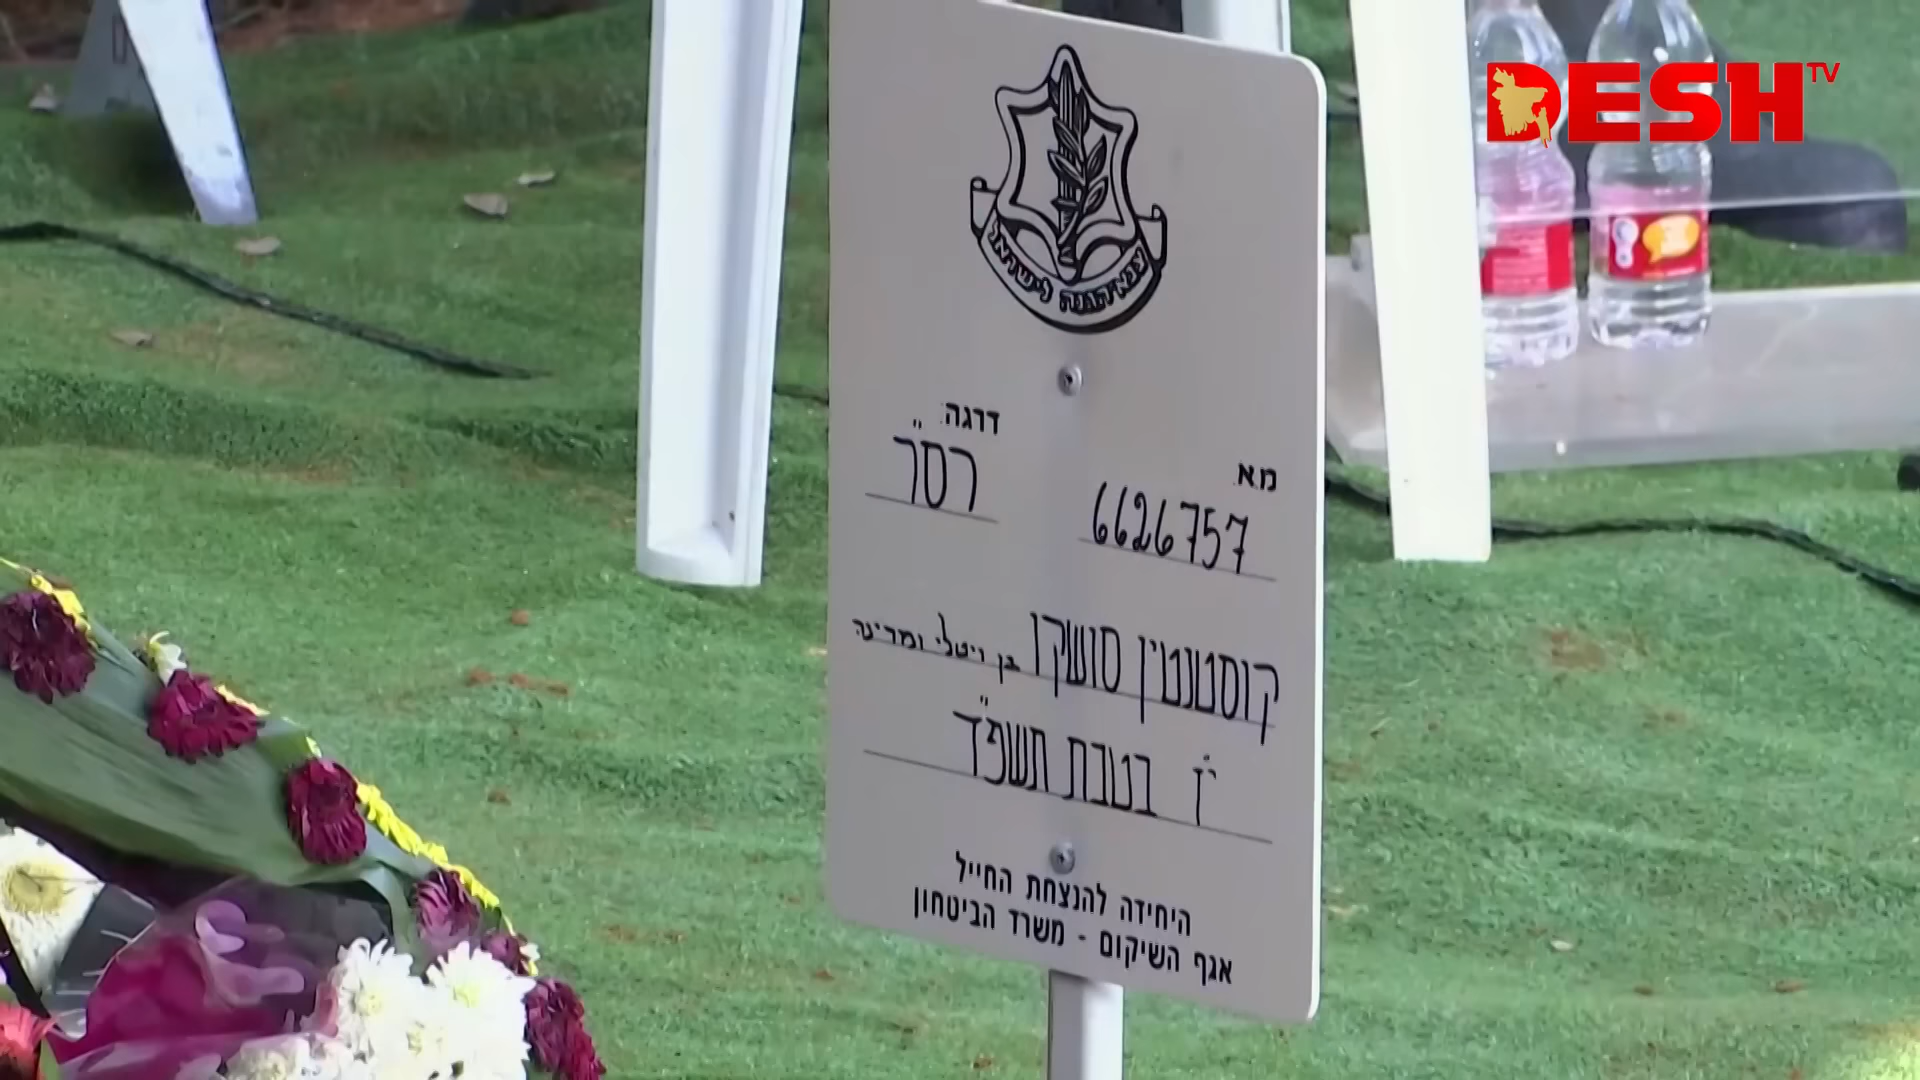 DESH TV
צבא הגנה לישראל
דרגה:
רס"ר
מ.א.
6626757
קוסטנטין סושקו בן ויטלי ומרינה
י"ז בטבת תשפ"ד
היחידה להנצחת החייל
אגף השיקום - משרד הביטחון